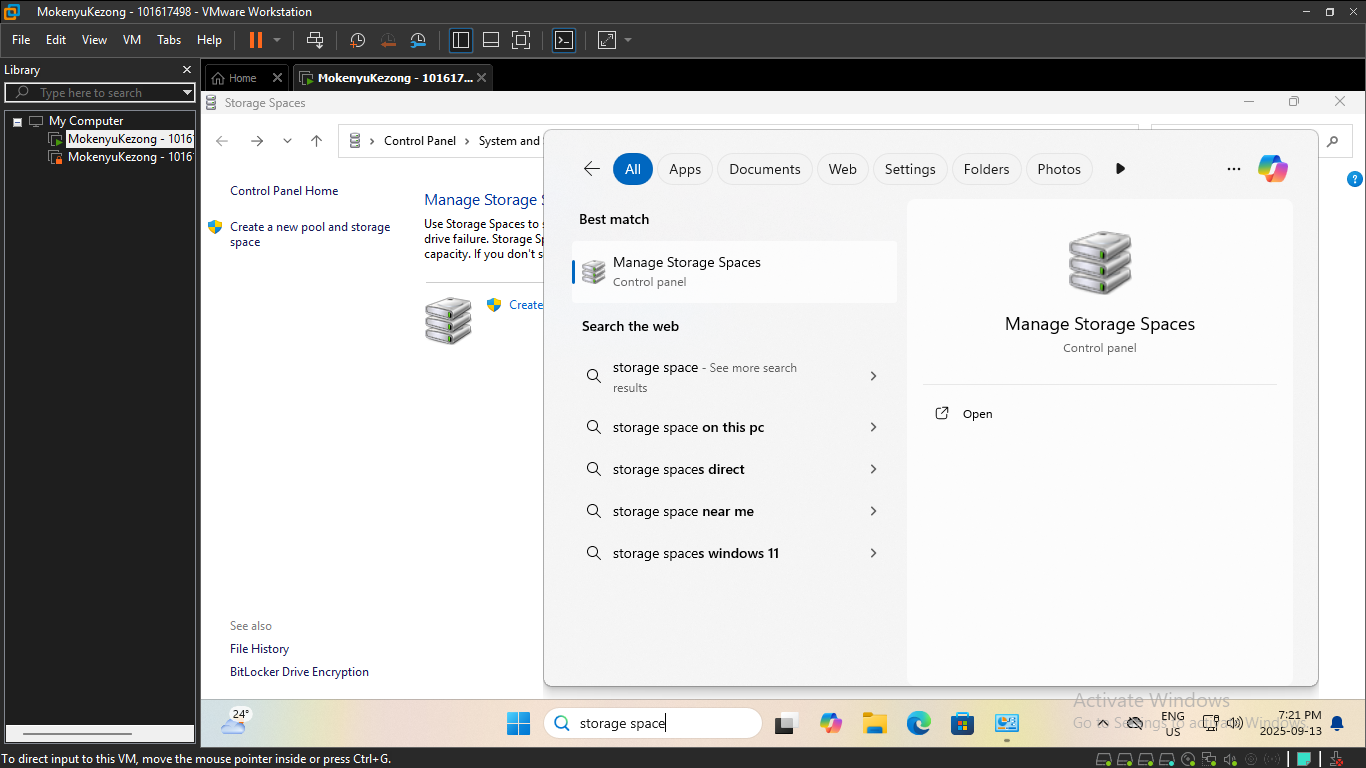 MokenyuKezong - 101617498 - VMware Workstation
File Edit View VM Tabs Help
Library
Type here to search
My Computer
MokenyuKezong - 1016
MokenyuKezong - 1016
Home
MokenyuKezong - 101617...
Storage Spaces
Control Panel
System and
Control Panel Home
Create a new pool and storage
space
Manage Storage S
Use Storage Spaces to s
drive failure. Storage Sp
capacity. If you don't s
Create
See also
File History
BitLocker Drive Encryption
All Apps Documents Web Settings Folders Photos
Best match
Manage Storage Spaces
Control panel
Search the web
storage space - See more search
results
storage space on this pc
storage spaces direct
storage space near me
storage spaces windows 11
Manage Storage Spaces
Control panel
Open
Activate Windows
Go to Settings to activate Windows.
24°
storage space
ENG
US
7:21 PM
2025-09-13
To direct input to this VM, move the mouse pointer inside or press Ctrl+G.